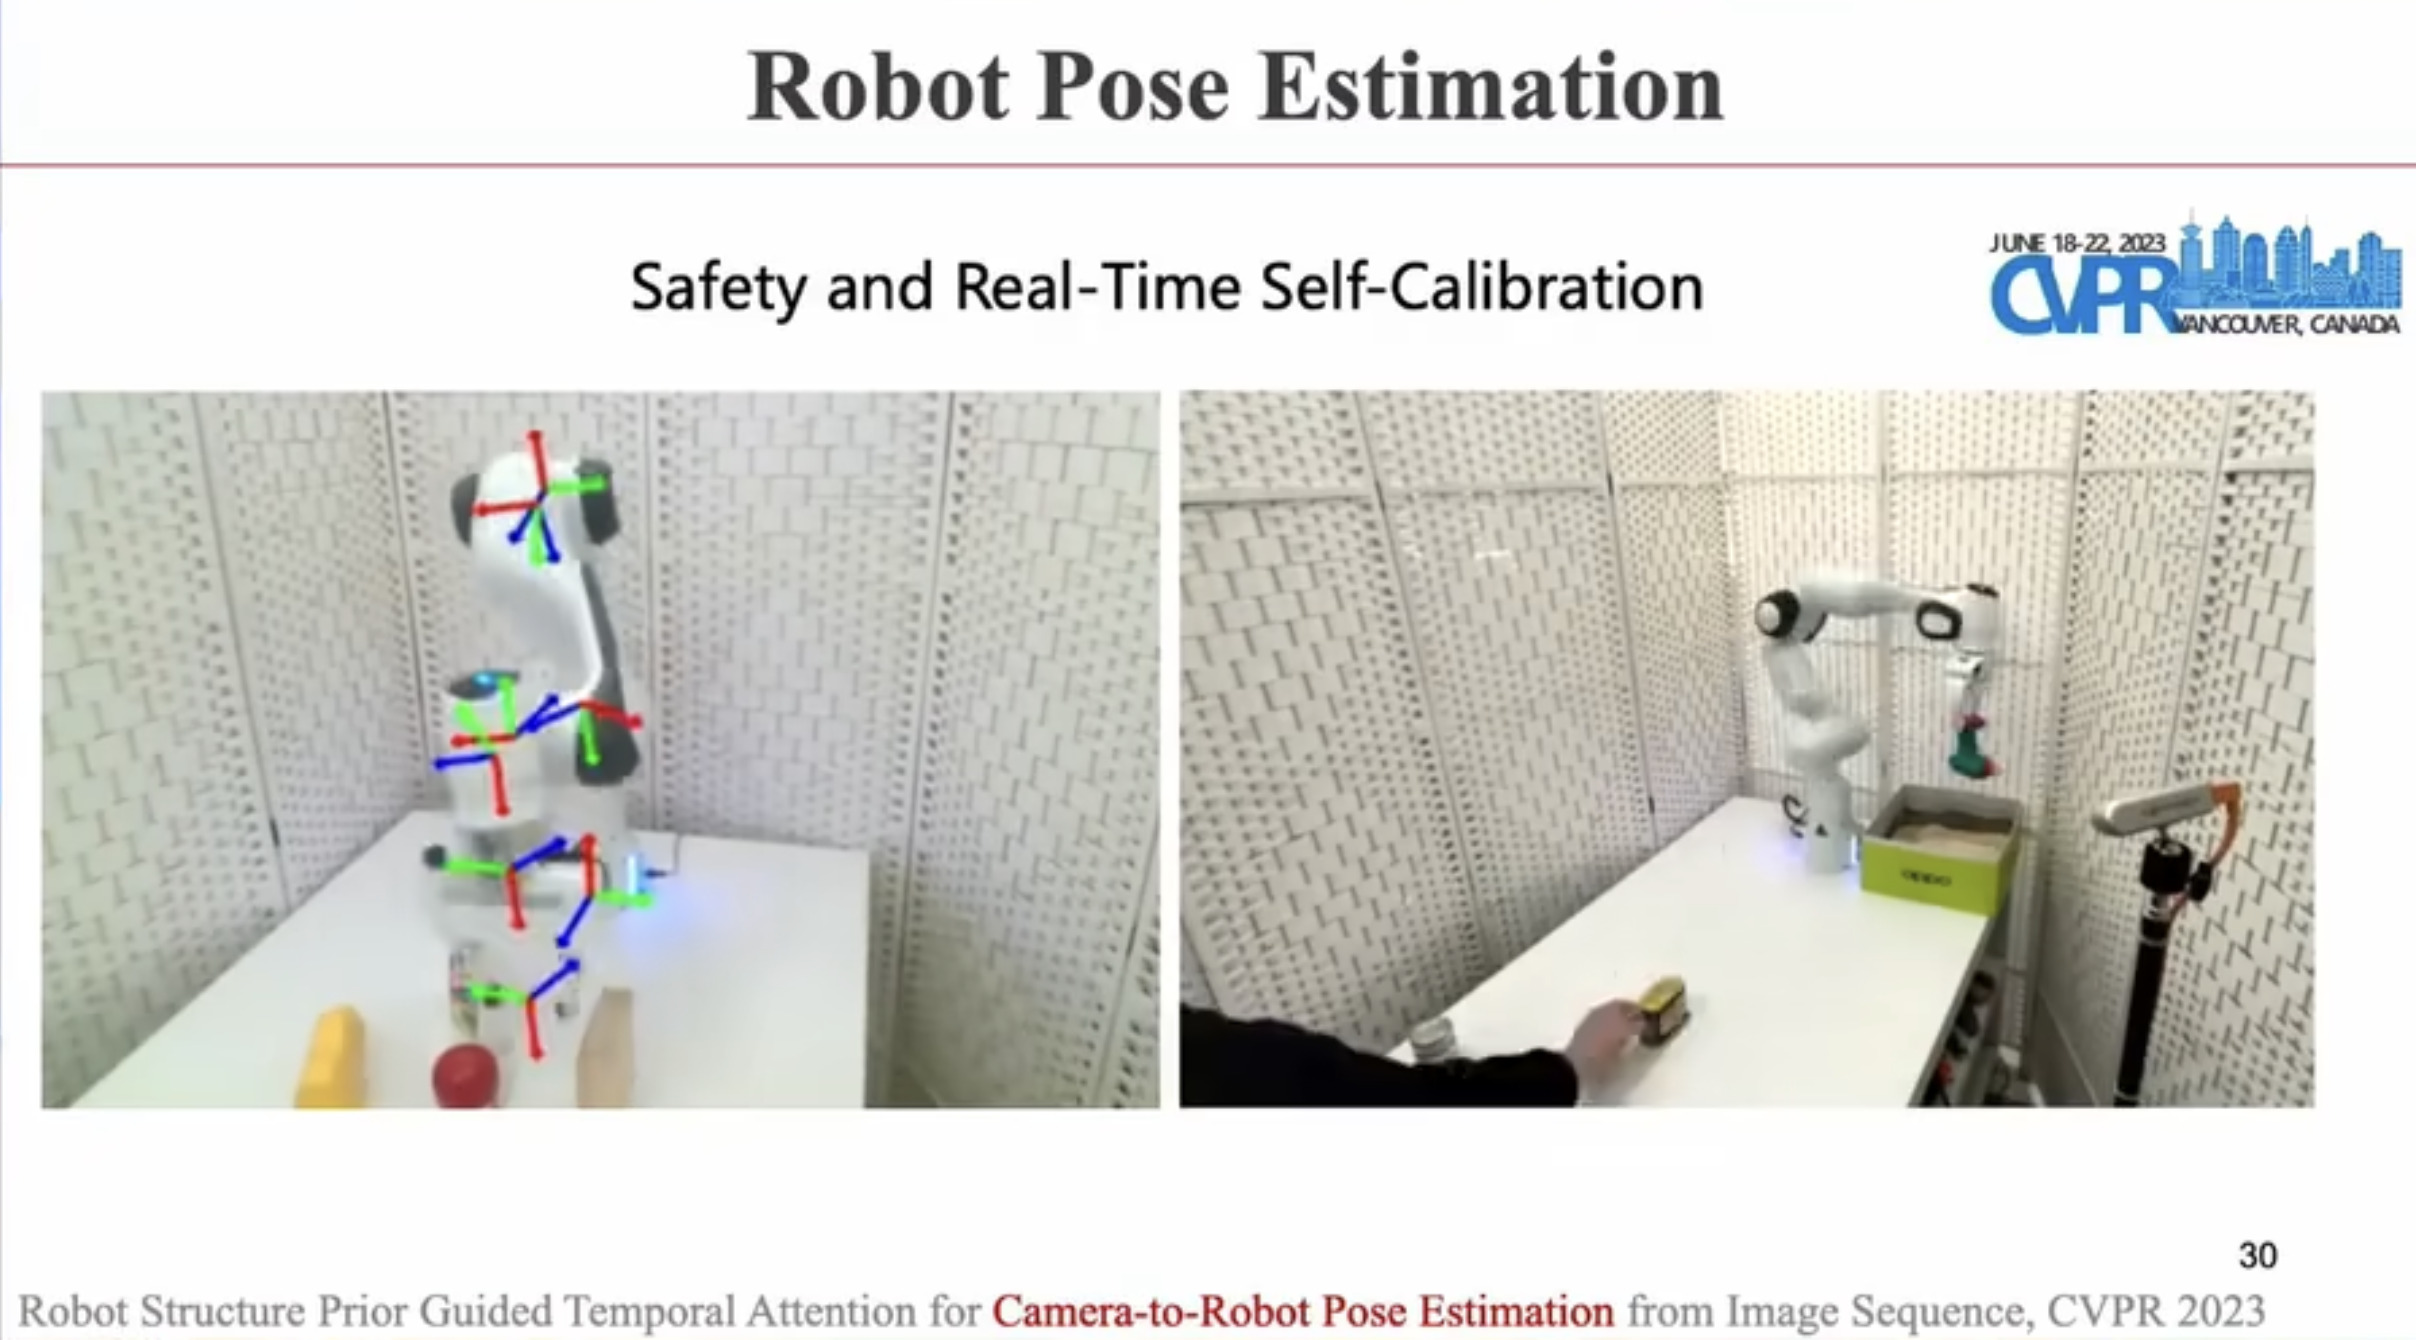 Robot Pose Estimation
Safety and Real-Time Self-Calibration
JUNE 18-22, 2023
CVPR
VANCOUVER, CANADA
oppo
30
Robot Structure Prior Guided Temporal Attention for Camera-to-Robot Pose Estimation from Image Sequence, CVPR 2023